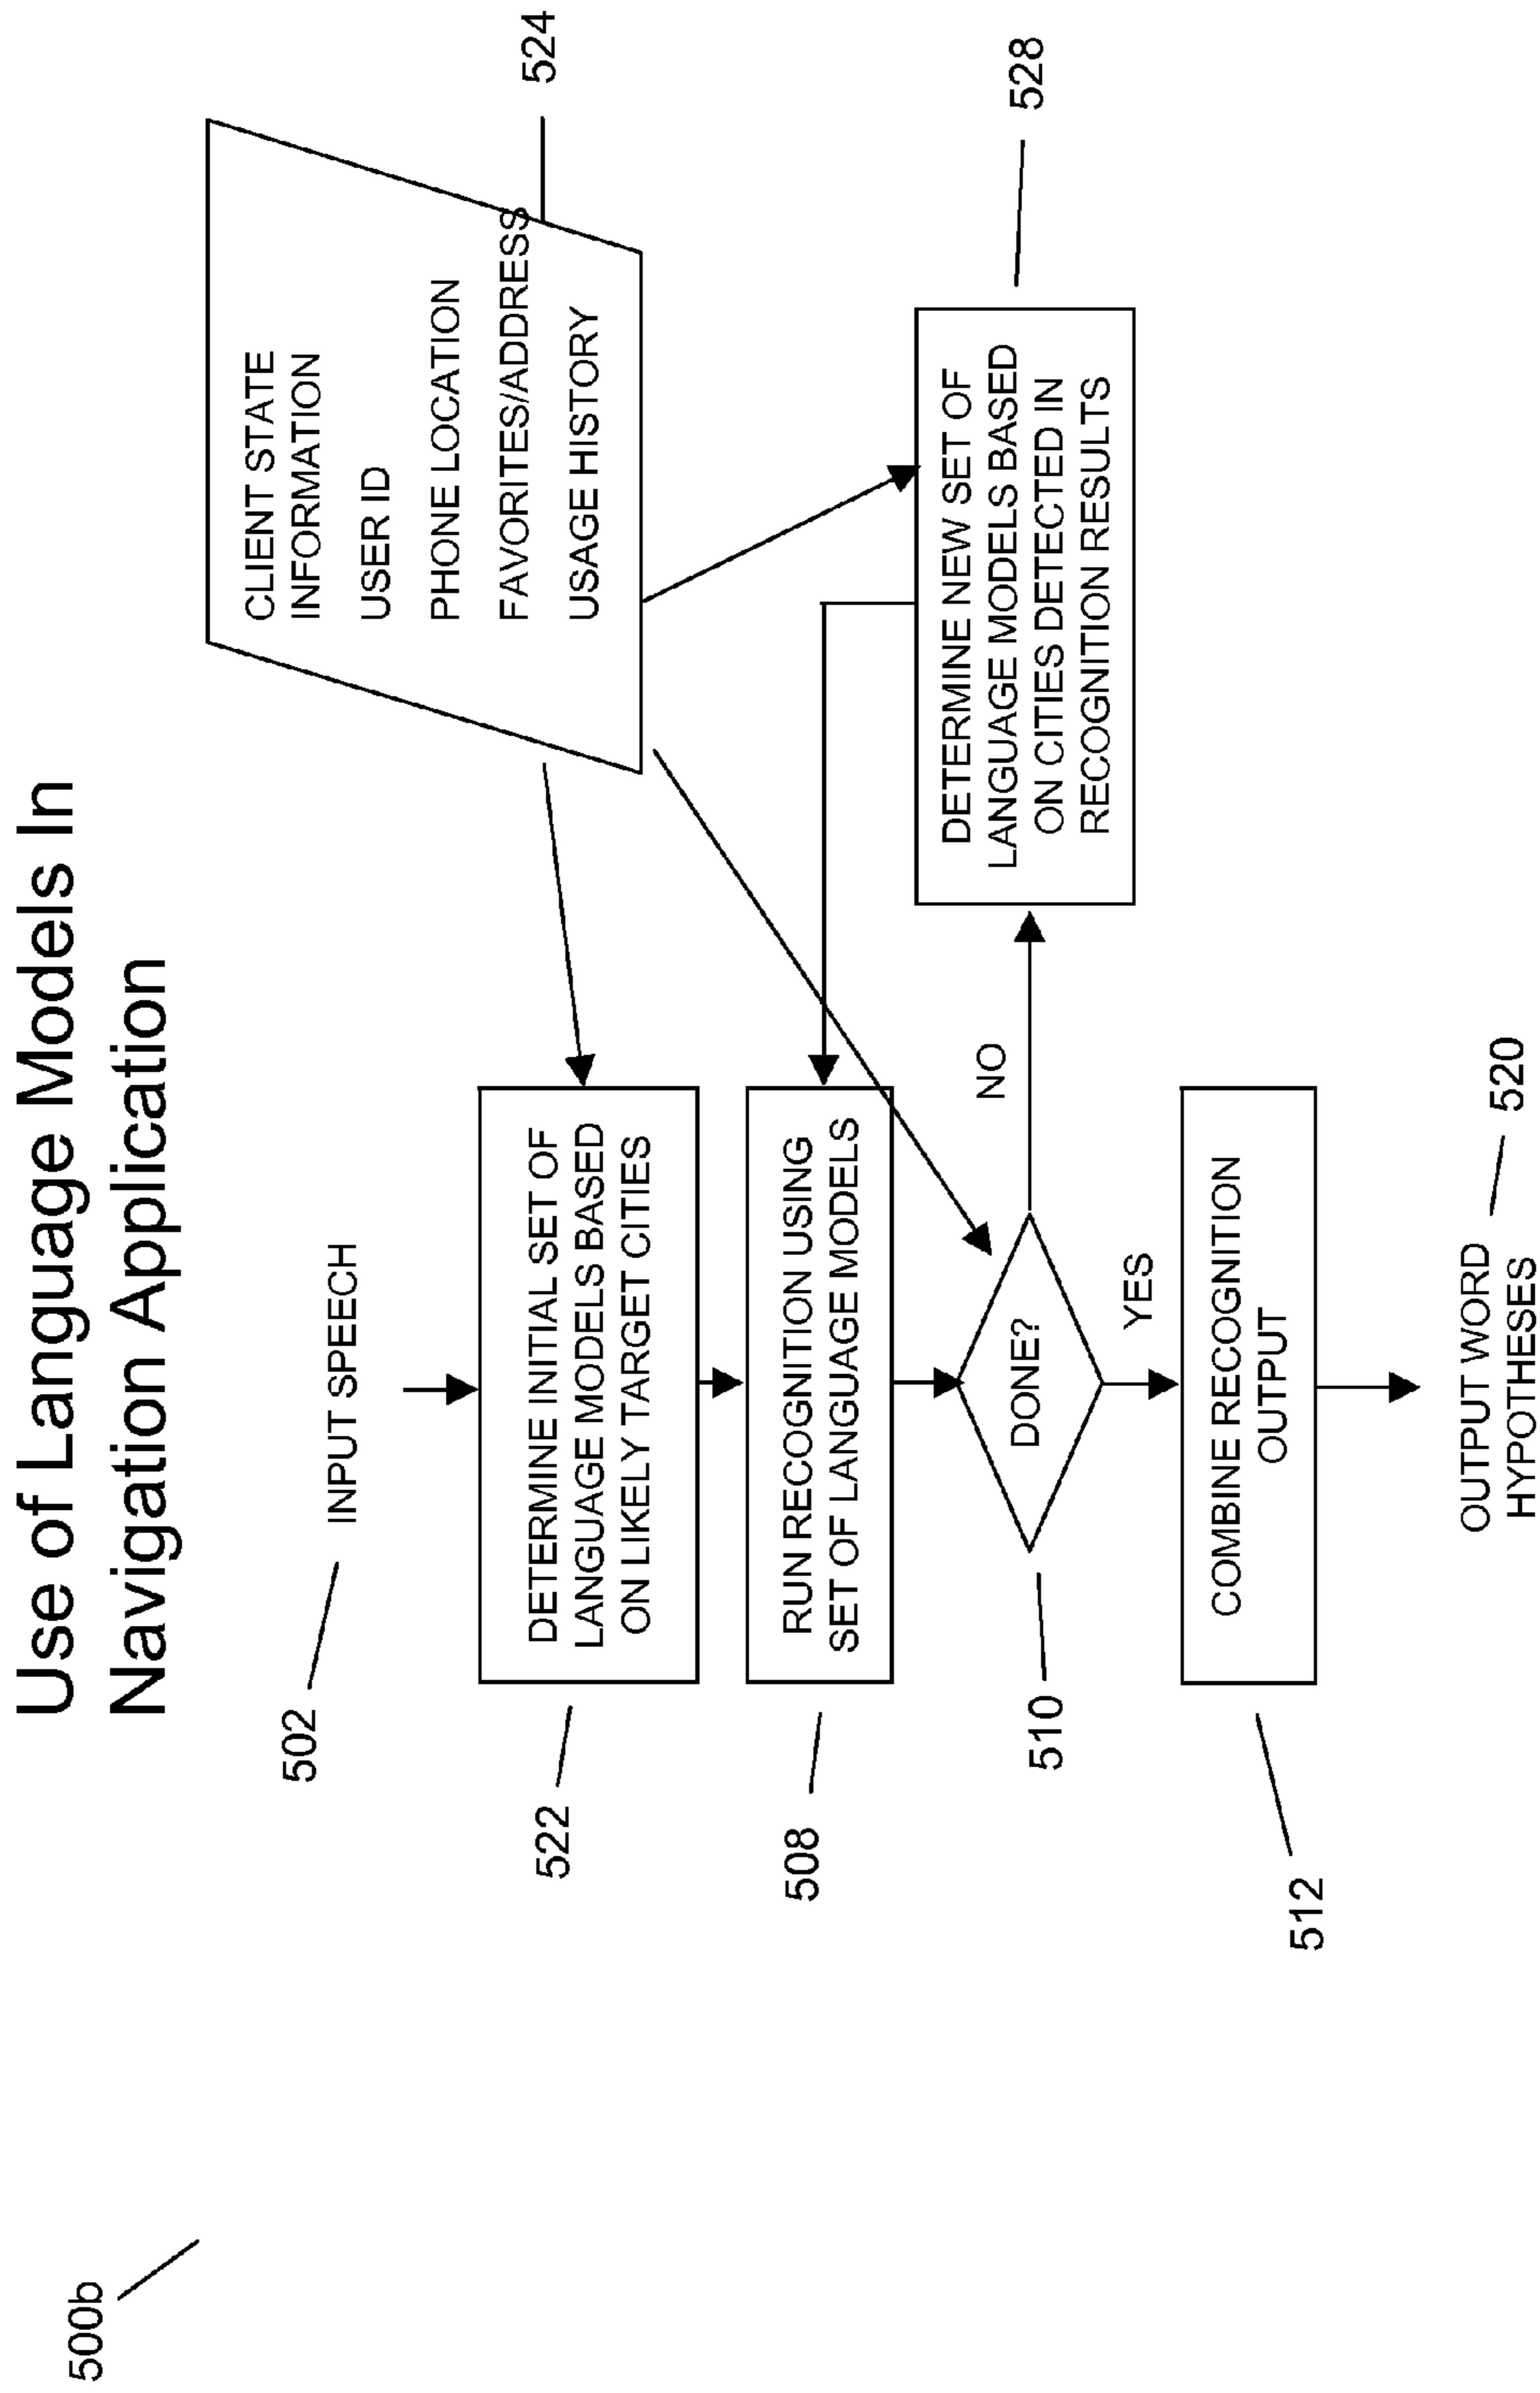 500b
Use of Language Models In
Navigation Application
502
INPUT SPEECH
CLIENT STATE
INFORMATION
USER ID
PHONE LOCATION
FAVORITES/ADDRESS
USAGE HISTORY
524
522
DETERMINE INITIAL SET OF
LANGUAGE MODELS BASED
ON LIKELY TARGET CITIES
508
RUN RECOGNITION USING
SET OF LANGUAGE MODELS
510
DONE?
NO
YES
DETERMINE NEW SET OF
LANGUAGE MODELS BASED
ON CITIES DETECTED IN
RECOGNITION RESULTS
528
512
COMBINE RECOGNITION
OUTPUT
OUTPUT WORD
HYPOTHESES
520